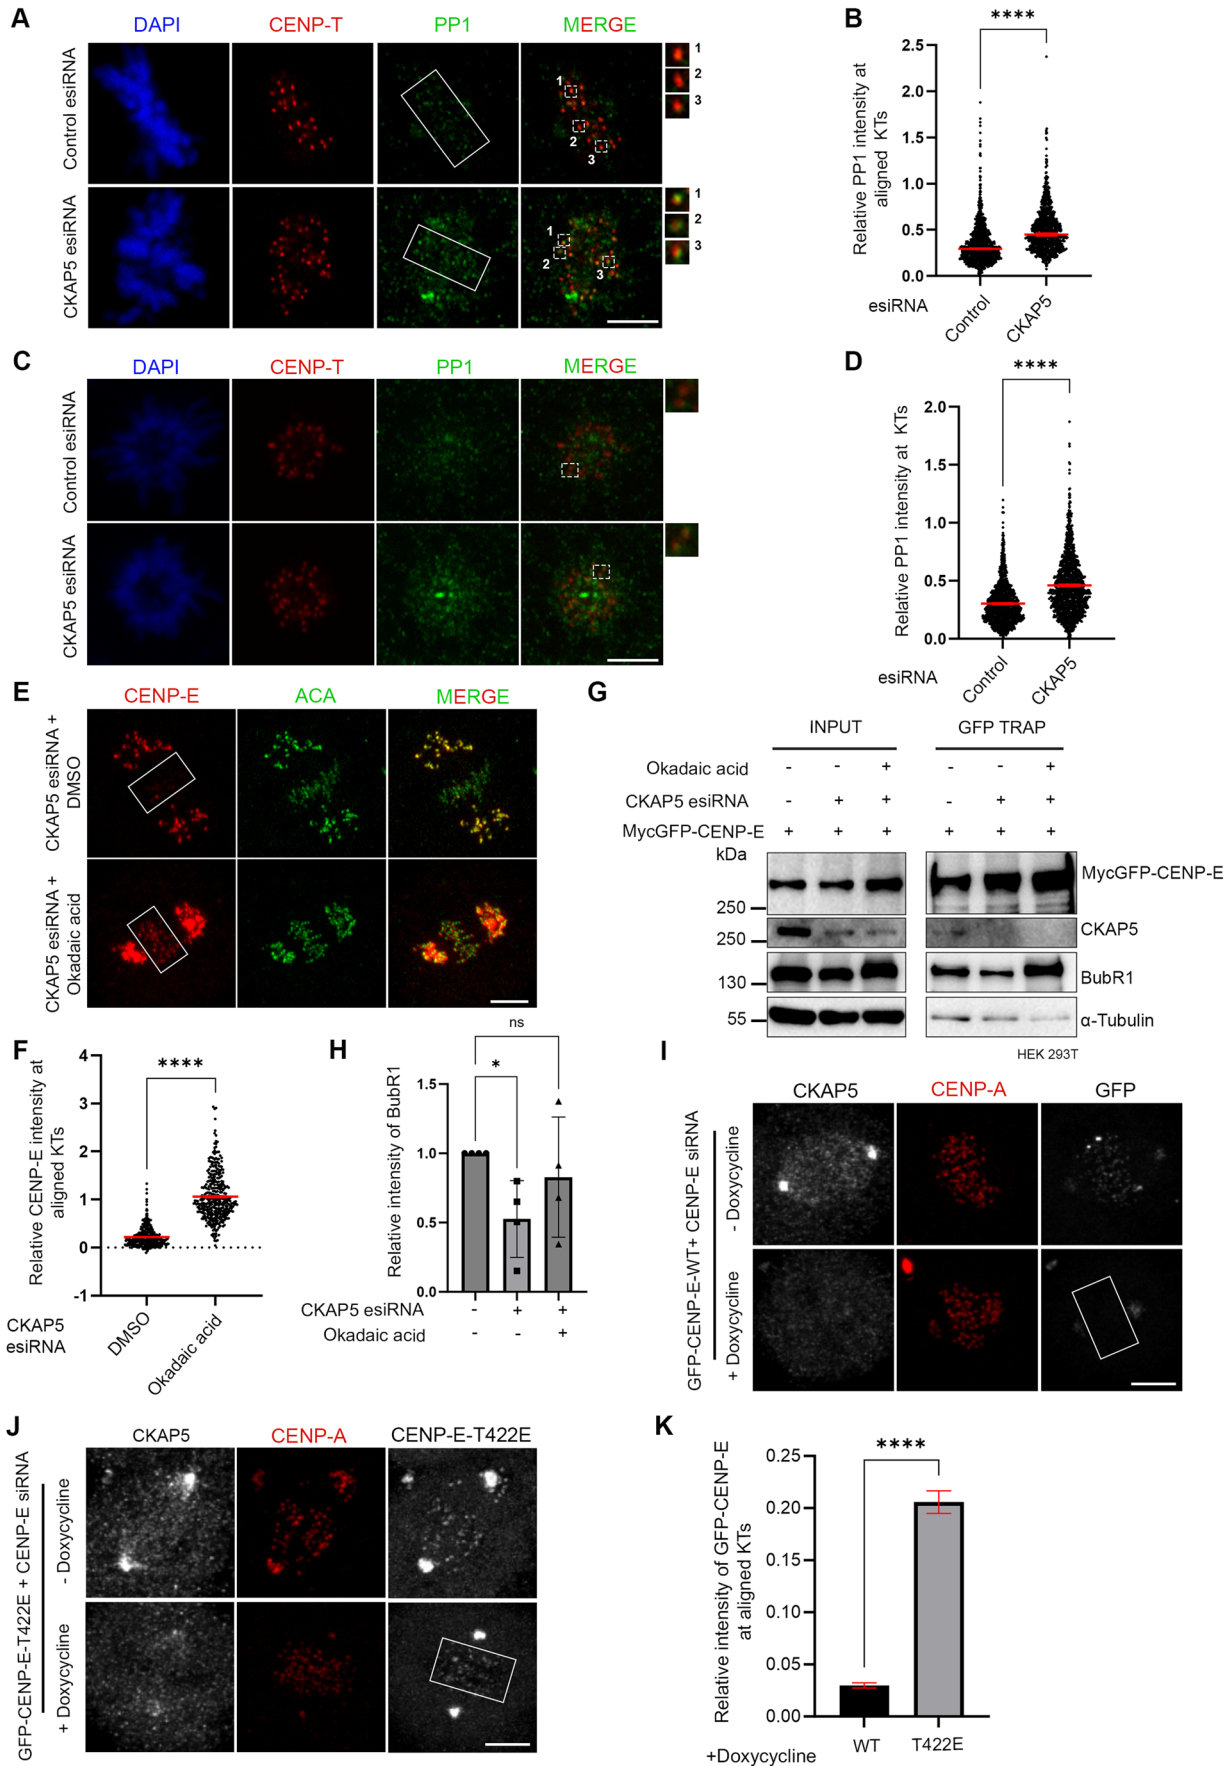 A
DAPI CENP-T PP1 MERGE
Control esiRNA
1
2
3
1
2
3
CKAP5 esiRNA
1
2
3
1
2
3
B
****
Relative PP1 intensity at
aligned KTs
2.5
2.0
1.5
1.0
0.5
0.0
esiRNA
Control
CKAP5
C
DAPI CENP-T PP1 MERGE
Control esiRNA
CKAP5 esiRNA
D
****
Relative PP1 intensity at KTs
2.0
1.5
1.0
0.5
0.0
esiRNA
Control
CKAP5
E
CENP-E ACA MERGE
CKAP5 esiRNA +
DMSO
CKAP5 esiRNA +
Okadaic acid
G
INPUT GFP TRAP
Okadaic acid - - + - - +
CKAP5 esiRNA - + + - + +
MycGFP-CENP-E + + + + + +
kDa
MycGFP-CENP-E
250
CKAP5
250
BubR1
130
55
α-Tubulin
HEK 293T
F
****
Relative CENP-E intensity at
aligned KTs
4
3
2
1
0
-1
CKAP5
esiRNA
DMSO
Okadaic acid
H
ns
*
Relative intensity of BubR1
1.5
1.0
0.5
0.0
CKAP5 esiRNA - + +
Okadaic acid - - +
I
CKAP5 CENP-A GFP
GFP-CENP-E-WT+ CENP-E siRNA
- Doxycycline
+ Doxycycline
J
CKAP5 CENP-A CENP-E-T422E
GFP-CENP-E-T422E + CENP-E siRNA
- Doxycycline
+ Doxycycline
K
****
Relative intensity of GFP-CENP-E
at aligned KTs
0.25
0.20
0.15
0.10
0.05
0.00
+Doxycycline
WT T422E